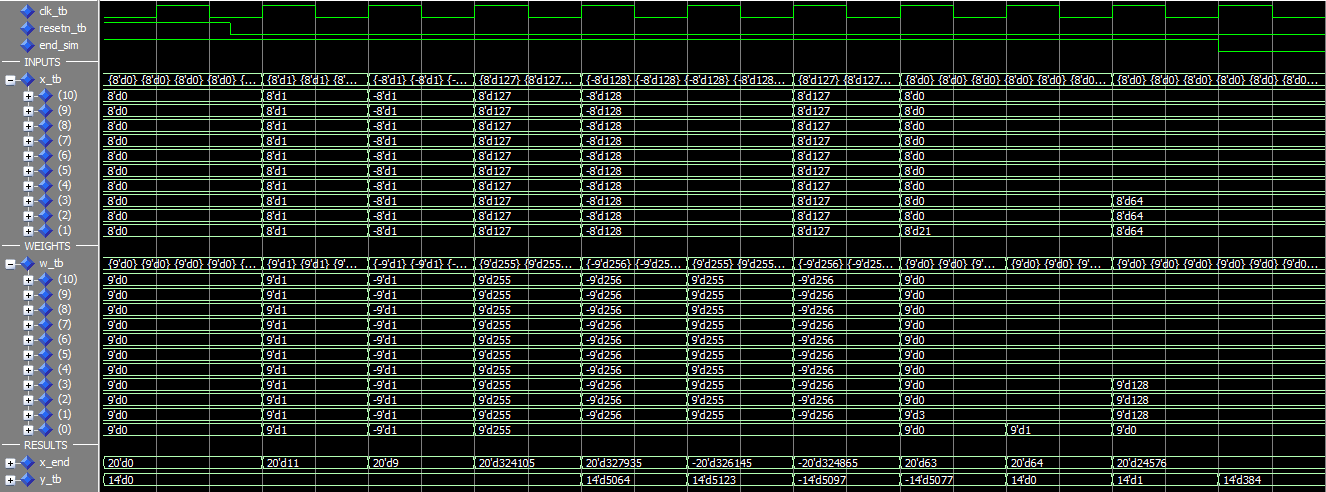 clk_tb
resetn_tb
end_sim
INPUTS
x_tb {8'd0} {8'd0} {8'd0} {8'd0} {... {8'd1} {8'd1} {8'... {-8'd1} {-8'd1} {-... {8'd127} {8'd127... {-8'd128} {-8'd128} {-8'd128} {-8'd128... {8'd127} {8'd127... {8'd0} {8'd0} {8'd0} {8'd0} {8'd0} {8'd0... {8'd0} {8'd0} {8'd0} {8'd0} {8'd0} {8'd0...
(10) 8'd0 8'd1 -8'd1 8'd127 -8'd128 8'd127 8'd0
(9) 8'd0 8'd1 -8'd1 8'd127 -8'd128 8'd127 8'd0
(8) 8'd0 8'd1 -8'd1 8'd127 -8'd128 8'd127 8'd0
(7) 8'd0 8'd1 -8'd1 8'd127 -8'd128 8'd127 8'd0
(6) 8'd0 8'd1 -8'd1 8'd127 -8'd128 8'd127 8'd0
(5) 8'd0 8'd1 -8'd1 8'd127 -8'd128 8'd127 8'd0
(4) 8'd0 8'd1 -8'd1 8'd127 -8'd128 8'd127 8'd0
(3) 8'd0 8'd1 -8'd1 8'd127 -8'd128 8'd127 8'd0 8'd64
(2) 8'd0 8'd1 -8'd1 8'd127 -8'd128 8'd127 8'd0 8'd64
(1) 8'd0 8'd1 -8'd1 8'd127 -8'd128 8'd127 8'd21 8'd64
WEIGHTS
w_tb {9'd0} {9'd0} {9'd0} {9'd0} {9... {9'd1} {9'd1} {9'... {-9'd1} {-9'd1} {-... {9'd255} {9'd255... {-9'd256} {-9'd25... {9'd255} {9'd255... {-9'd256} {-9'd25... {9'd0} {9'd0} {9'... {9'd0} {9'd0} {9'... {9'd0} {9'd0} {9'd0} {9'd0} {9'd0} {9'd0...
(10) 9'd0 9'd1 -9'd1 9'd255 -9'd256 9'd255 -9'd256 9'd0
(9) 9'd0 9'd1 -9'd1 9'd255 -9'd256 9'd255 -9'd256 9'd0
(8) 9'd0 9'd1 -9'd1 9'd255 -9'd256 9'd255 -9'd256 9'd0
(7) 9'd0 9'd1 -9'd1 9'd255 -9'd256 9'd255 -9'd256 9'd0
(6) 9'd0 9'd1 -9'd1 9'd255 -9'd256 9'd255 -9'd256 9'd0
(5) 9'd0 9'd1 -9'd1 9'd255 -9'd256 9'd255 -9'd256 9'd0
(4) 9'd0 9'd1 -9'd1 9'd255 -9'd256 9'd255 -9'd256 9'd0
(3) 9'd0 9'd1 -9'd1 9'd255 -9'd256 9'd255 -9'd256 9'd0 9'd128
(2) 9'd0 9'd1 -9'd1 9'd255 -9'd256 9'd255 -9'd256 9'd0 9'd128
(1) 9'd0 9'd1 -9'd1 9'd255 -9'd256 9'd255 -9'd256 9'd3 9'd128
(0) 9'd0 9'd1 -9'd1 9'd255 9'd0 9'd1 9'd0
RESULTS
x_end 20'd0 20'd11 20'd9 20'd324105 20'd327935 -20'd326145 -20'd324865 20'd63 20'd64 20'd24576
y_tb 14'd0 14'd5064 14'd5123 -14'd5097 -14'd5077 14'd0 14'd1 14'd384